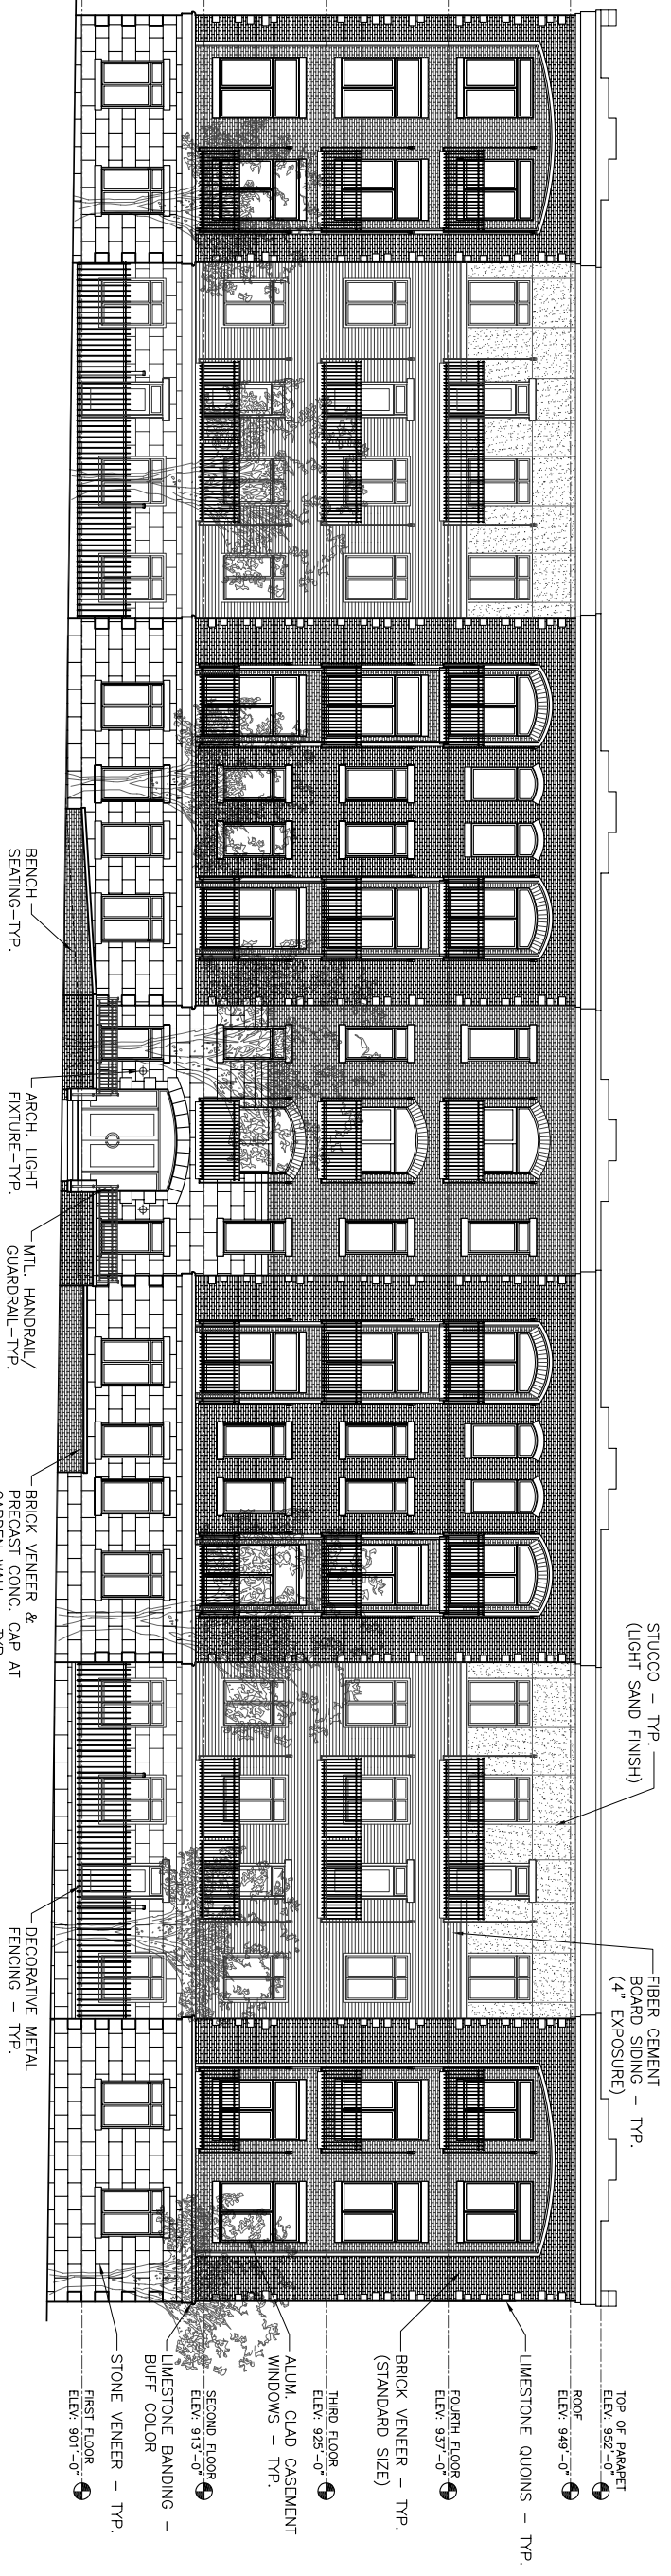 STUCCO - TYP.
(LIGHT SAND FINISH)
FIBER CEMENT
BOARD SIDING - TYP.
(4" EXPOSURE)
TOP OF PARAPET
ELEV: 952'-0"
ROOF
ELEV: 949'-0"
LIMESTONE QUOINS - TYP.
FOURTH FLOOR
ELEV: 937'-0"
BRICK VENEER - TYP.
(STANDARD SIZE)
THIRD FLOOR
ELEV: 925'-0"
ALUM. CLAD CASEMENT
WINDOWS - TYP.
SECOND FLOOR
ELEV: 913'-0"
LIMESTONE BANDING -
BUFF COLOR
STONE VENEER - TYP.
FIRST FLOOR
ELEV: 901'-0"
BENCH
SEATING-TYP.
ARCH. LIGHT
FIXTURE-TYP.
MTL. HANDRAIL/
GUARDRAIL-TYP.
BRICK VENEER &
PRECAST CONC. CAP AT
DECORATIVE METAL
FENCING - TYP.